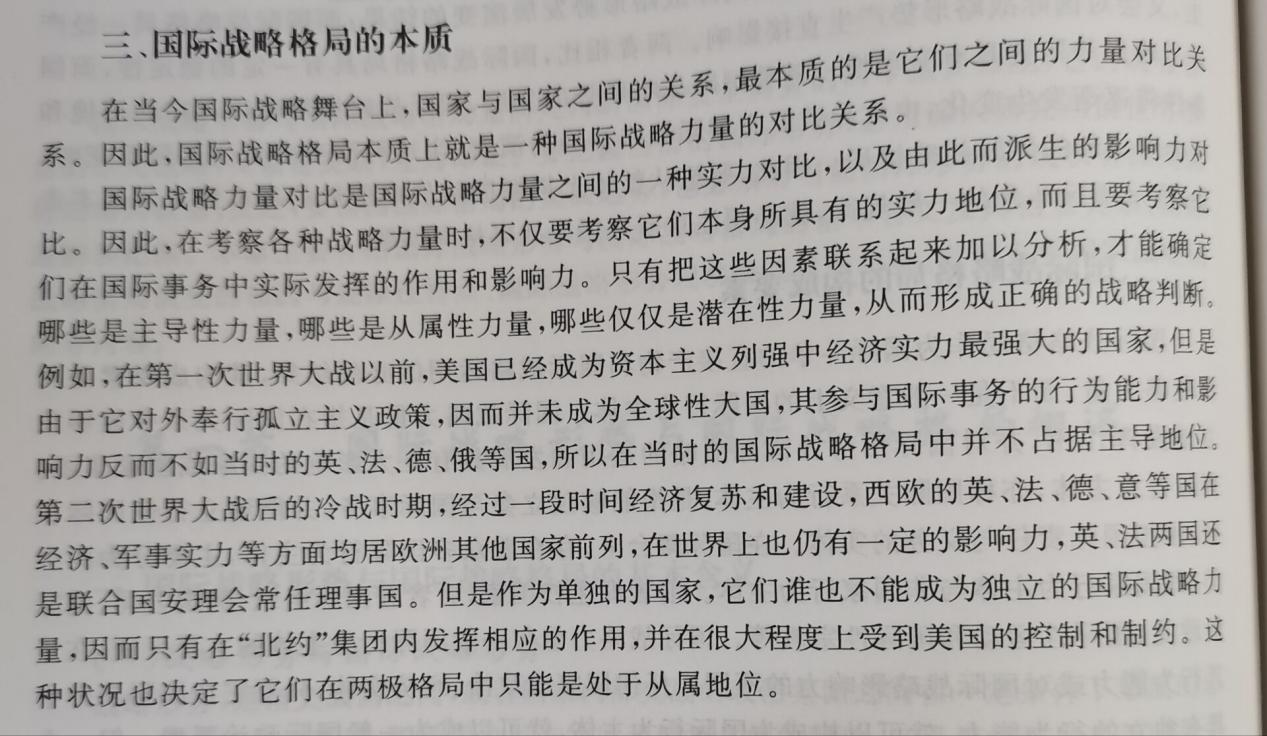 三、国际战略格局的本质
在当今国际战略舞台上,国家与国家之间的关系,最本质的是它们之间的力量对比关
系。因此,国际战略格局本质上就是一种国际战略力量的对比关系。
国际战略力量对比是国际战略力量之间的一种实力对比,以及由此而派生的影响力对
比。因此,在考察各种战略力量时,不仅要考察它们本身所具有的实力地位,而且要考察它
们在国际事务中实际发挥的作用和影响力。只有把这些因素联系起来加以分析,才能确定
哪些是主导性力量,哪些是从属性力量,哪些仅仅是潜在性力量,从而形成正确的战略判断。
例如,在第一次世界大战以前,美国已经成为资本主义列强中经济实力最强大的国家,但是
由于它对外奉行孤立主义政策,因而并未成为全球性大国,其参与国际事务的行为能力和影
响力反而不如当时的英、法、德、俄等国,所以在当时的国际战略格局中并不占据主导地位。
第二次世界大战后的冷战时期,经过一段时间经济复苏和建设,西欧的英、法、德、意等国在
经济、军事实力等方面均居欧洲其他国家前列,在世界上也仍有一定的影响力,英、法两国还
是联合国安理会常任理事国。但是作为单独的国家,它们谁也不能成为独立的国际战略力
量,因而只有在“北约”集团内发挥相应的作用,并在很大程度上受到美国的控制和制约。这
种状况也决定了它们在两极格局中只能是处于从属地位。